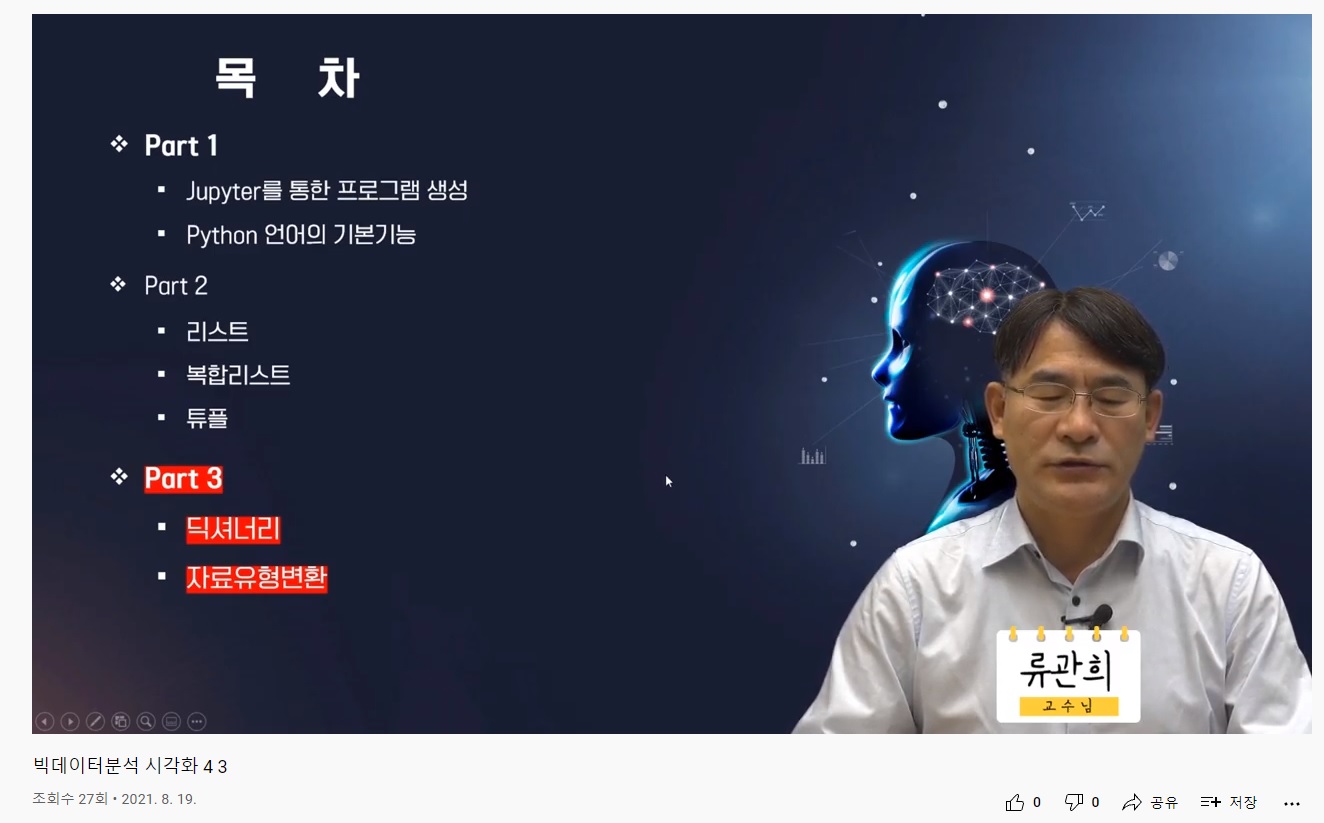 목 차
Part 1
Jupyter를 통한 프로그램 생성
Python 언어의 기본기능
Part 2
리스트
복합리스트
튜플
Part 3
딕셔너리
자료유형변환
류관희
교수님
빅데이터분석 시각화 4 3
조회수 27회 • 2021. 8. 19.
0 0 공유 저장